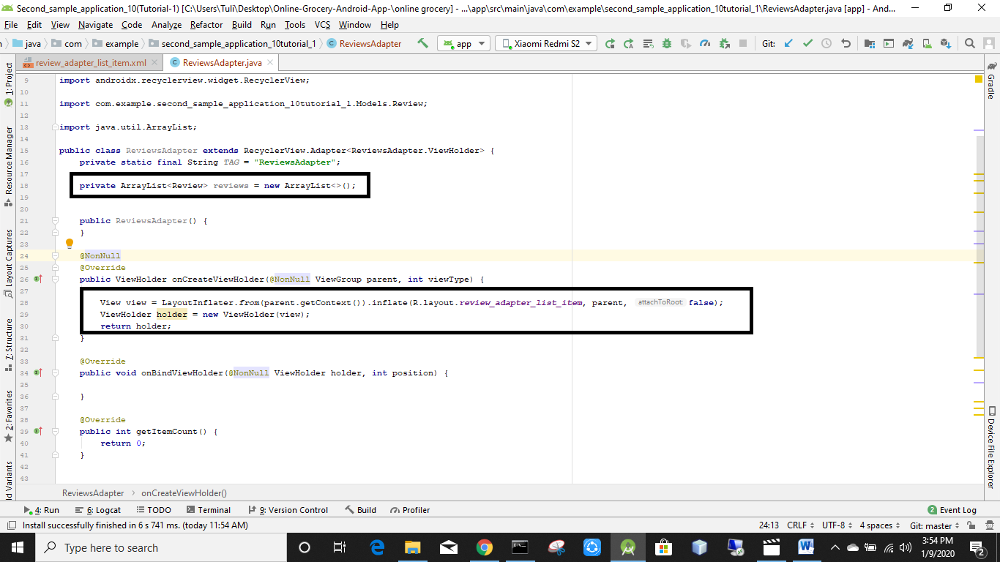 Second_sample_application_10(Tutorial-1) [C:\Users\Tuli\Desktop\Online-Grocery-Android-App-\online grocery] - ...\app\src\main\java\com\example\second_sample_application_10tutorial_1\ReviewsAdapter.java [app] - And...
File Edit View Navigate Code Analyze Refactor Build Run Tools VCS Window Help
java com example second_sample_application_10tutorial_1 ReviewsAdapter app Xiaomi Redmi S2 Git:
review_adapter_list_item.xml ReviewsAdapter.java
1: Project
Resource Manager
Layout Captures
7: Structure
2: Favorites
ld Variants
9 import androidx.recyclerview.widget.RecyclerView;
10
11 import com.example.second_sample_application_10tutorial_1.Models.Review;
12
13 import java.util.ArrayList;
14
15 public class ReviewsAdapter extends RecyclerView.Adapter<ReviewsAdapter.ViewHolder> {
16 private static final String TAG = "ReviewsAdapter";
17
18 private ArrayList<Review> reviews = new ArrayList<>();
19
20
21 public ReviewsAdapter() {
22 }
23
24 @NonNull
25 @Override
26 public ViewHolder onCreateViewHolder(@NonNull ViewGroup parent, int viewType) {
27
28 View view = LayoutInflater.from(parent.getContext()).inflate(R.layout.review_adapter_list_item, parent, attachToRoot: false);
29 ViewHolder holder = new ViewHolder(view);
30 return holder;
31 }
32
33 @Override
34 public void onBindViewHolder(@NonNull ViewHolder holder, int position) {
35
36 }
37
38 @Override
39 public int getItemCount() {
40 return 0;
41 }
42
43
Gradle
Device File Explorer
ReviewsAdapter › onCreateViewHolder()
4: Run 6: Logcat TODO Terminal 9: Version Control Build Profiler 2 Event Log
Install successfully finished in 6 s 741 ms. (today 11:54 AM) 24:13 CRLF UTF-8 4 spaces Git: master
Type here to search
3:54 PM
1/9/2020
2